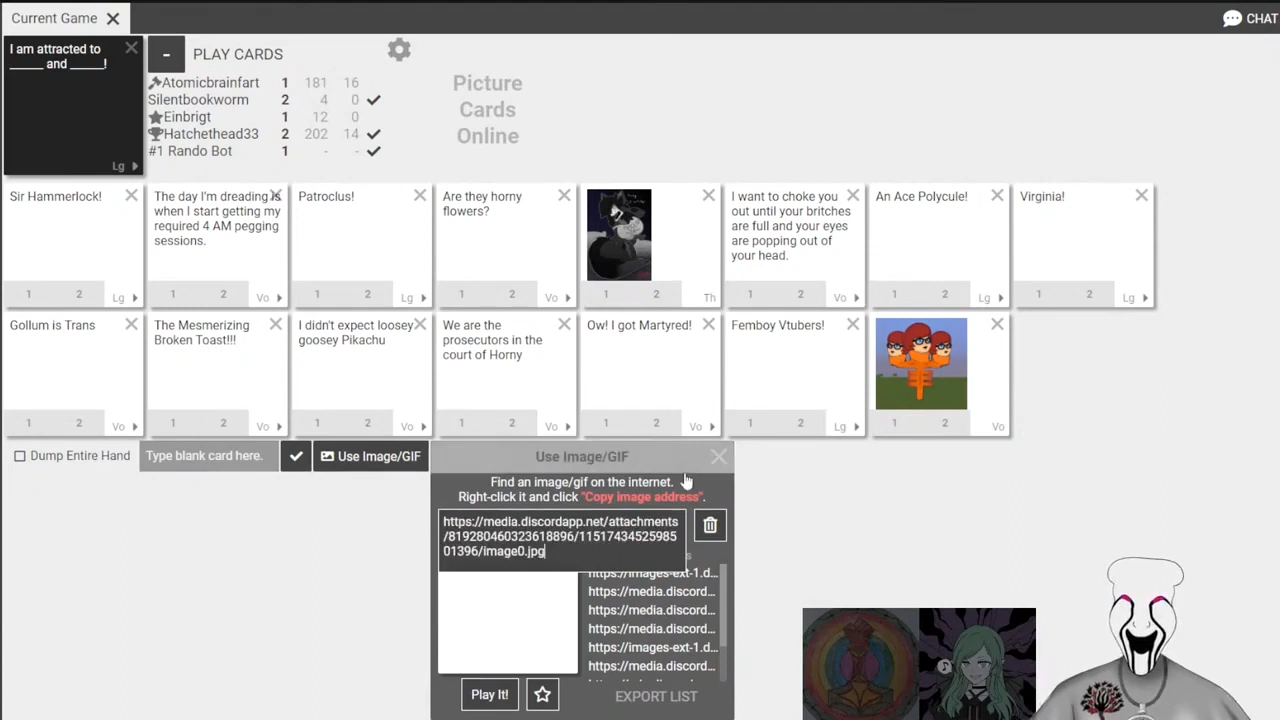 Current Game
CHAT
I am attracted to
______ and _____!
Lg
-
PLAY CARDS
Atomicbrainfart 1 181 16
Silentbookworm 2 4 0
Einbrigt 1 12 0
Hatchethead33 2 202 14
#1 Rando Bot 1 - -
Picture
Cards
Online
Sir Hammerlock!
1 2 Lg
The day I'm dreading is
when I start getting my
required 4 AM pegging
sessions.
1 2 Vo
Patroclus!
1 2 Lg
Are they horny
flowers?
1 2 Vo
1 2 Th
I want to choke you
out until your britches
are full and your eyes
are popping out of
your head.
1 2 Vo
An Ace Polycule!
1 2 Lg
Virginia!
1 2 Lg
Gollum is Trans
1 2 Vo
The Mesmerizing
Broken Toast!!!
1 2 Vo
I didn't expect loosey
goosey Pikachu
1 2 Vo
We are the
prosecutors in the
court of Horny
1 2 Vo
Ow! I got Martyred!
1 2 Vo
Femboy Vtubers!
1 2 Lg
1 2 Vo
Dump Entire Hand
Type blank card here.
Use Image/GIF
Use Image/GIF
Find an image/gif on the internet.
Right-click it and click "Copy image address".
https://media.discordapp.net/attachments
/819280460323618896/11517434525985
01396/image0.jpg
https://images-ext-1.d...
https://media.discord...
https://media.discord...
https://media.discord...
https://images-ext-1.d...
https://media.discord...
Play It!
EXPORT LIST